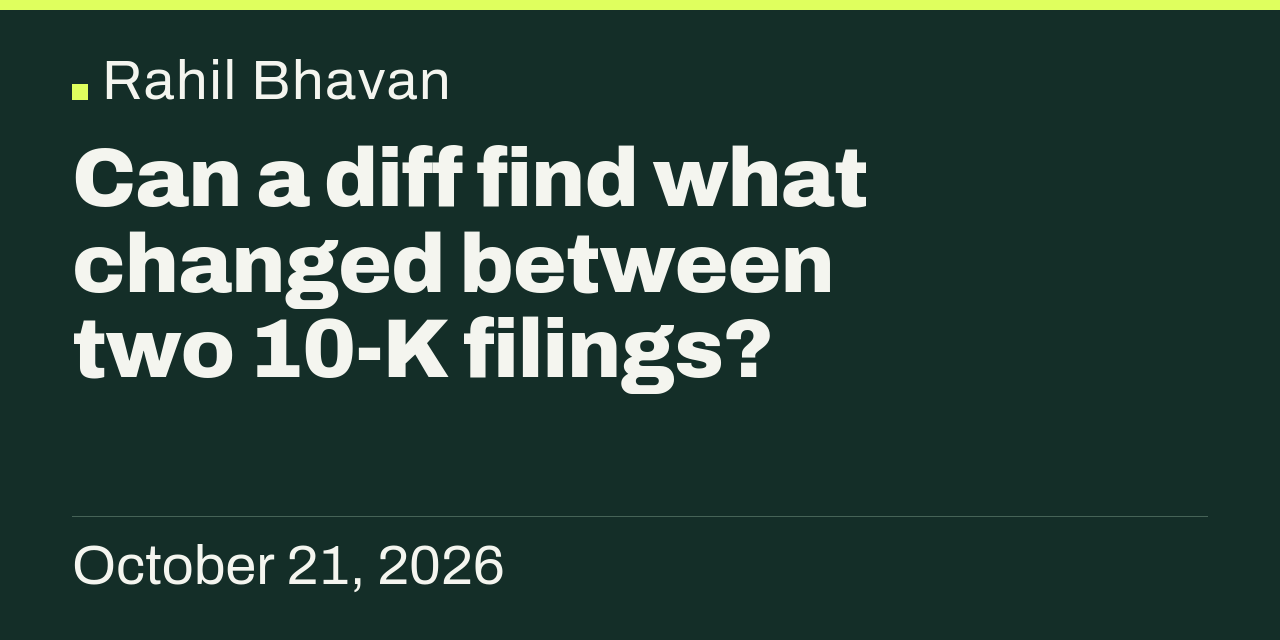 Rahil Bhavan
Can a diff find what
changed between
two 10-K filings?
October 21, 2026